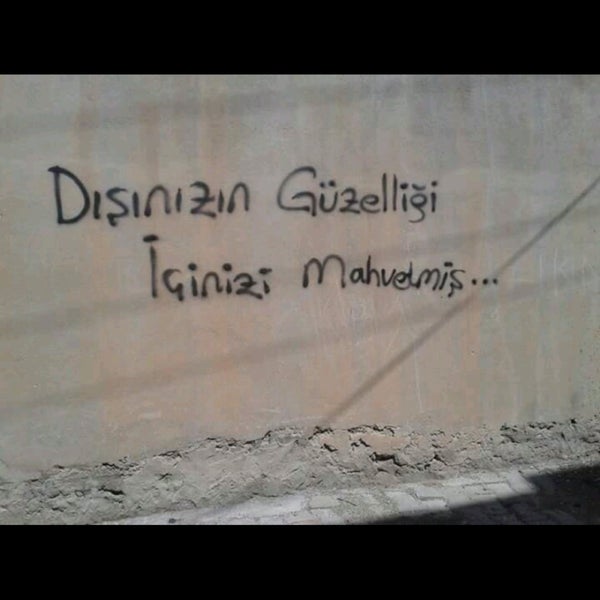 Dışınızın Güzelliği
İçinizi Mahvetmiş...